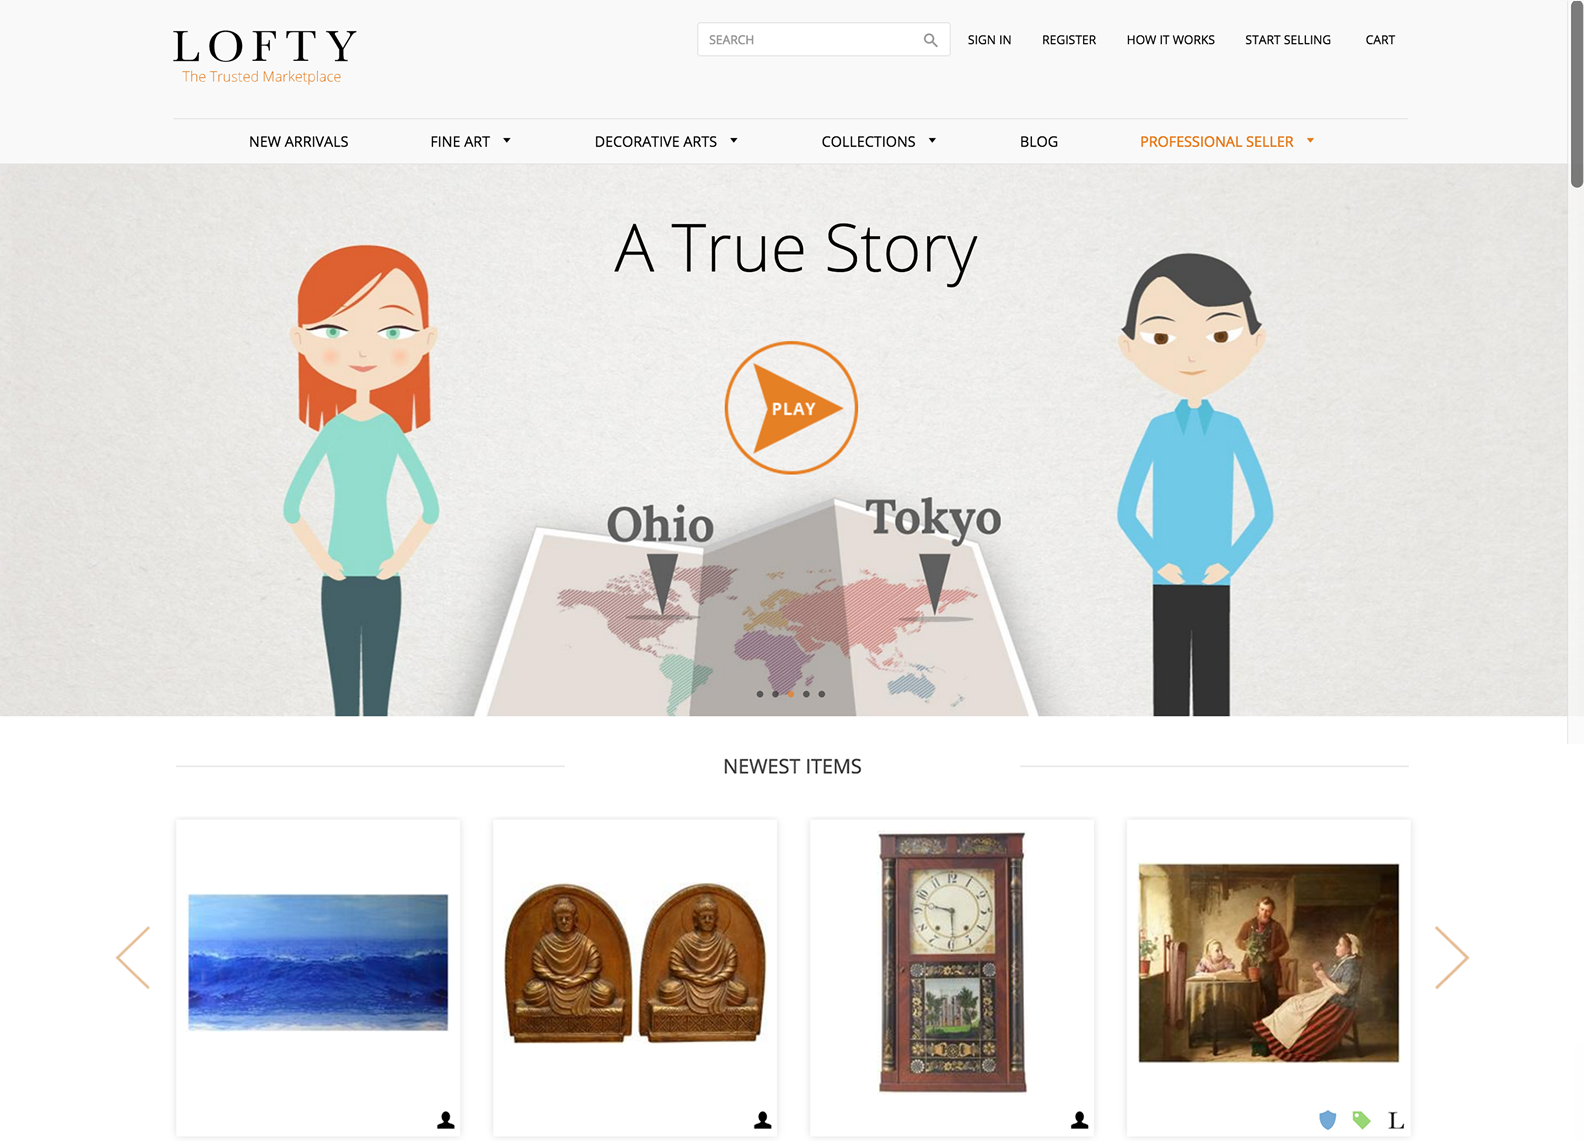 LOFTY
The Trusted Marketplace
SEARCH
SIGN IN
REGISTER
HOW IT WORKS
START SELLING
CART
NEW ARRIVALS
FINE ART
DECORATIVE ARTS
COLLECTIONS
BLOG
PROFESSIONAL SELLER
A True Story
PLAY
Ohio
Tokyo
NEWEST ITEMS
L